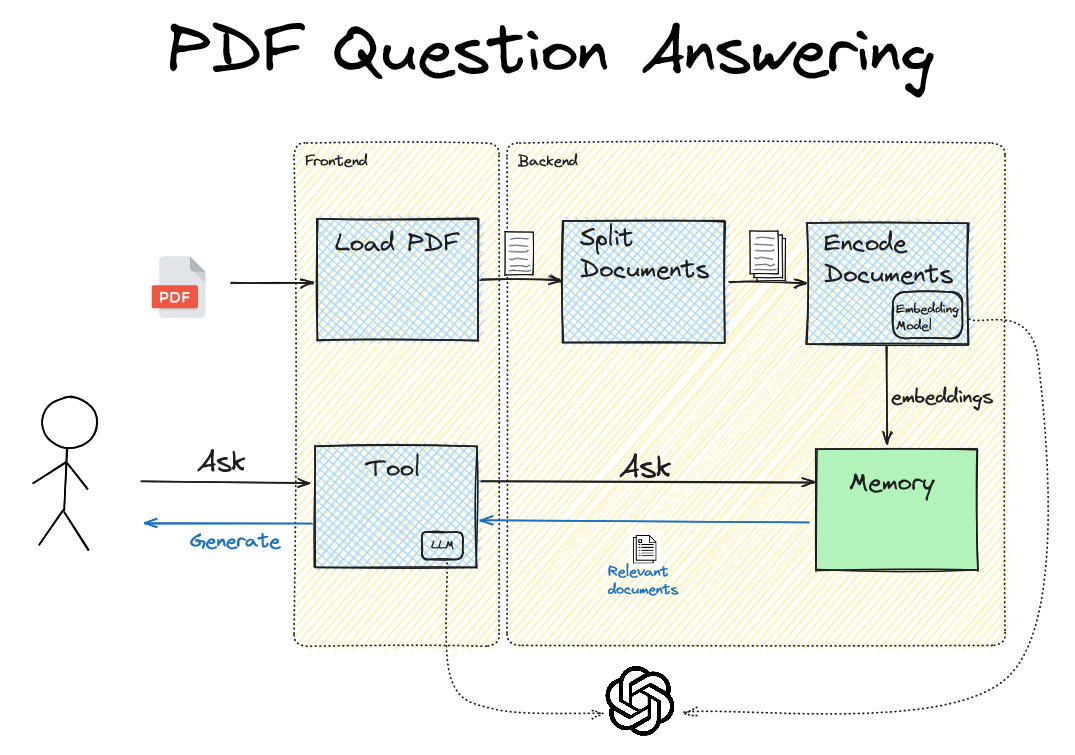 PDF Question Answering
Frontend
Backend
Load PDF
Split
Documents
Encode
Documents
Embedding
Model
PDF
embeddings
Ask
Tool
Ask
Memory
Generate
LLM
Relevant
documents